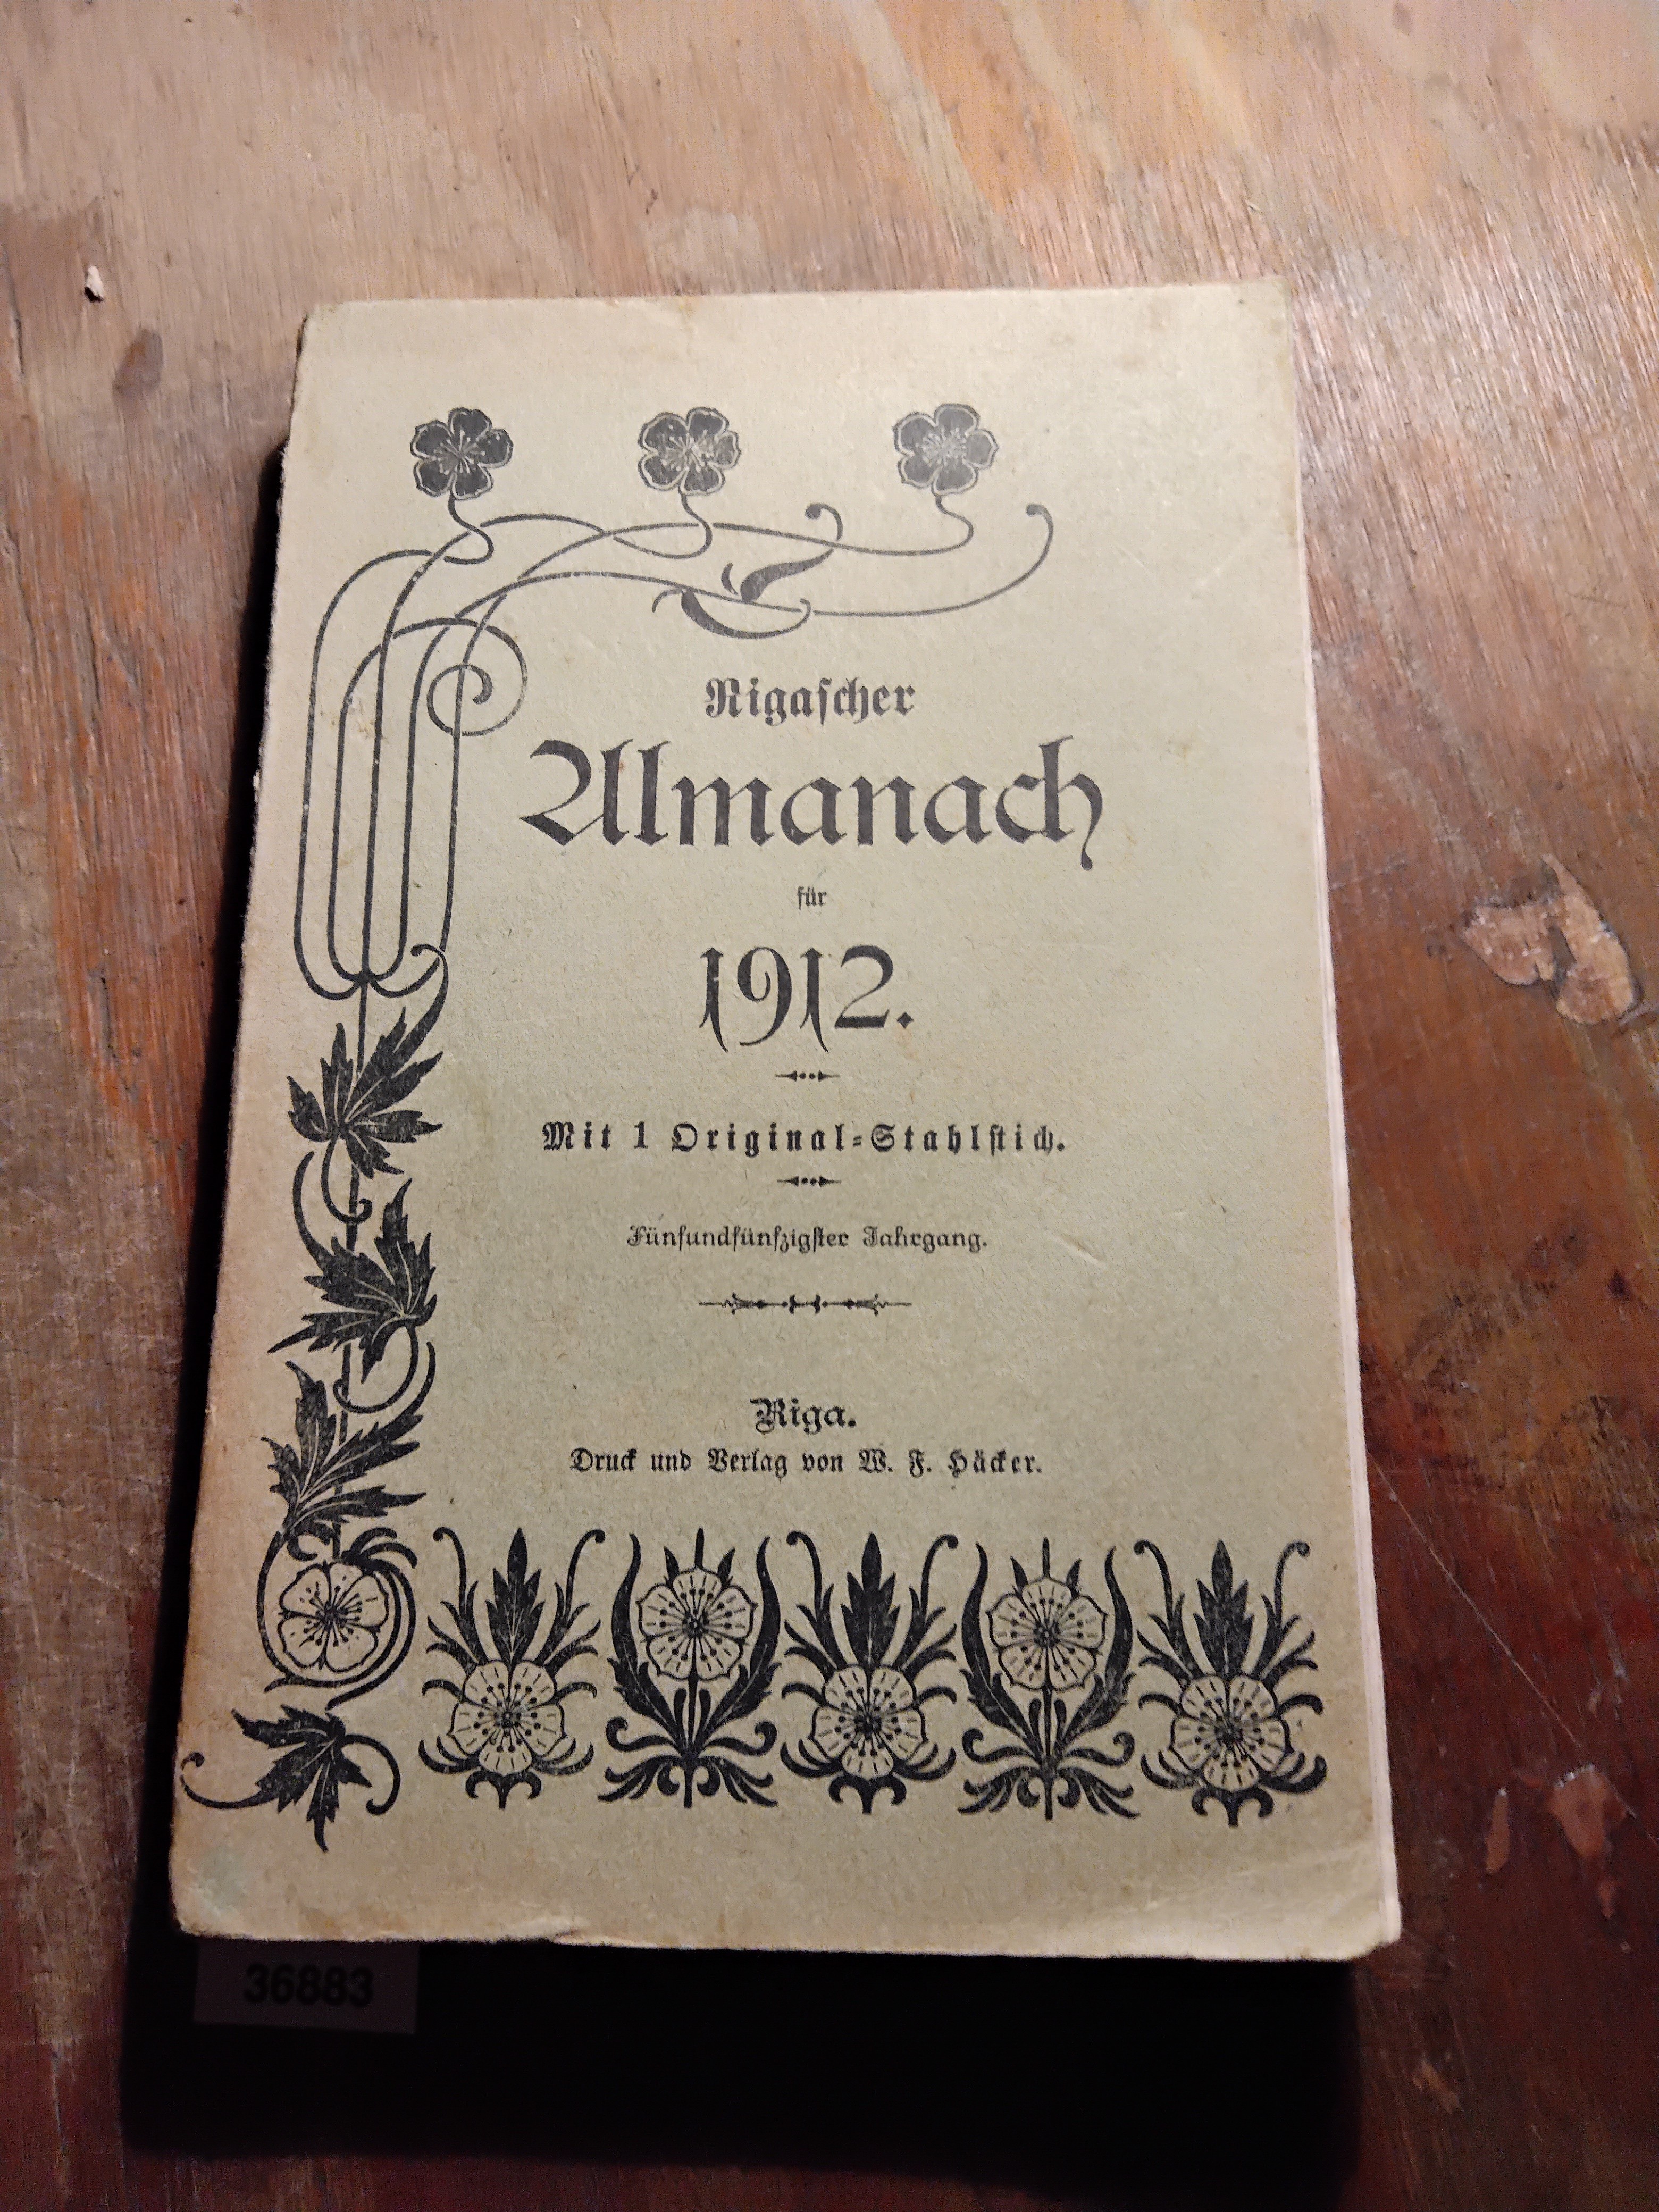 Rigascher
Almanach
für
1912.
Mit 1 Original-Stahlstich.
Fünfundfünfzigster Jahrgang.
Riga.
Druck und Verlag von W. F. Häcker.
36883